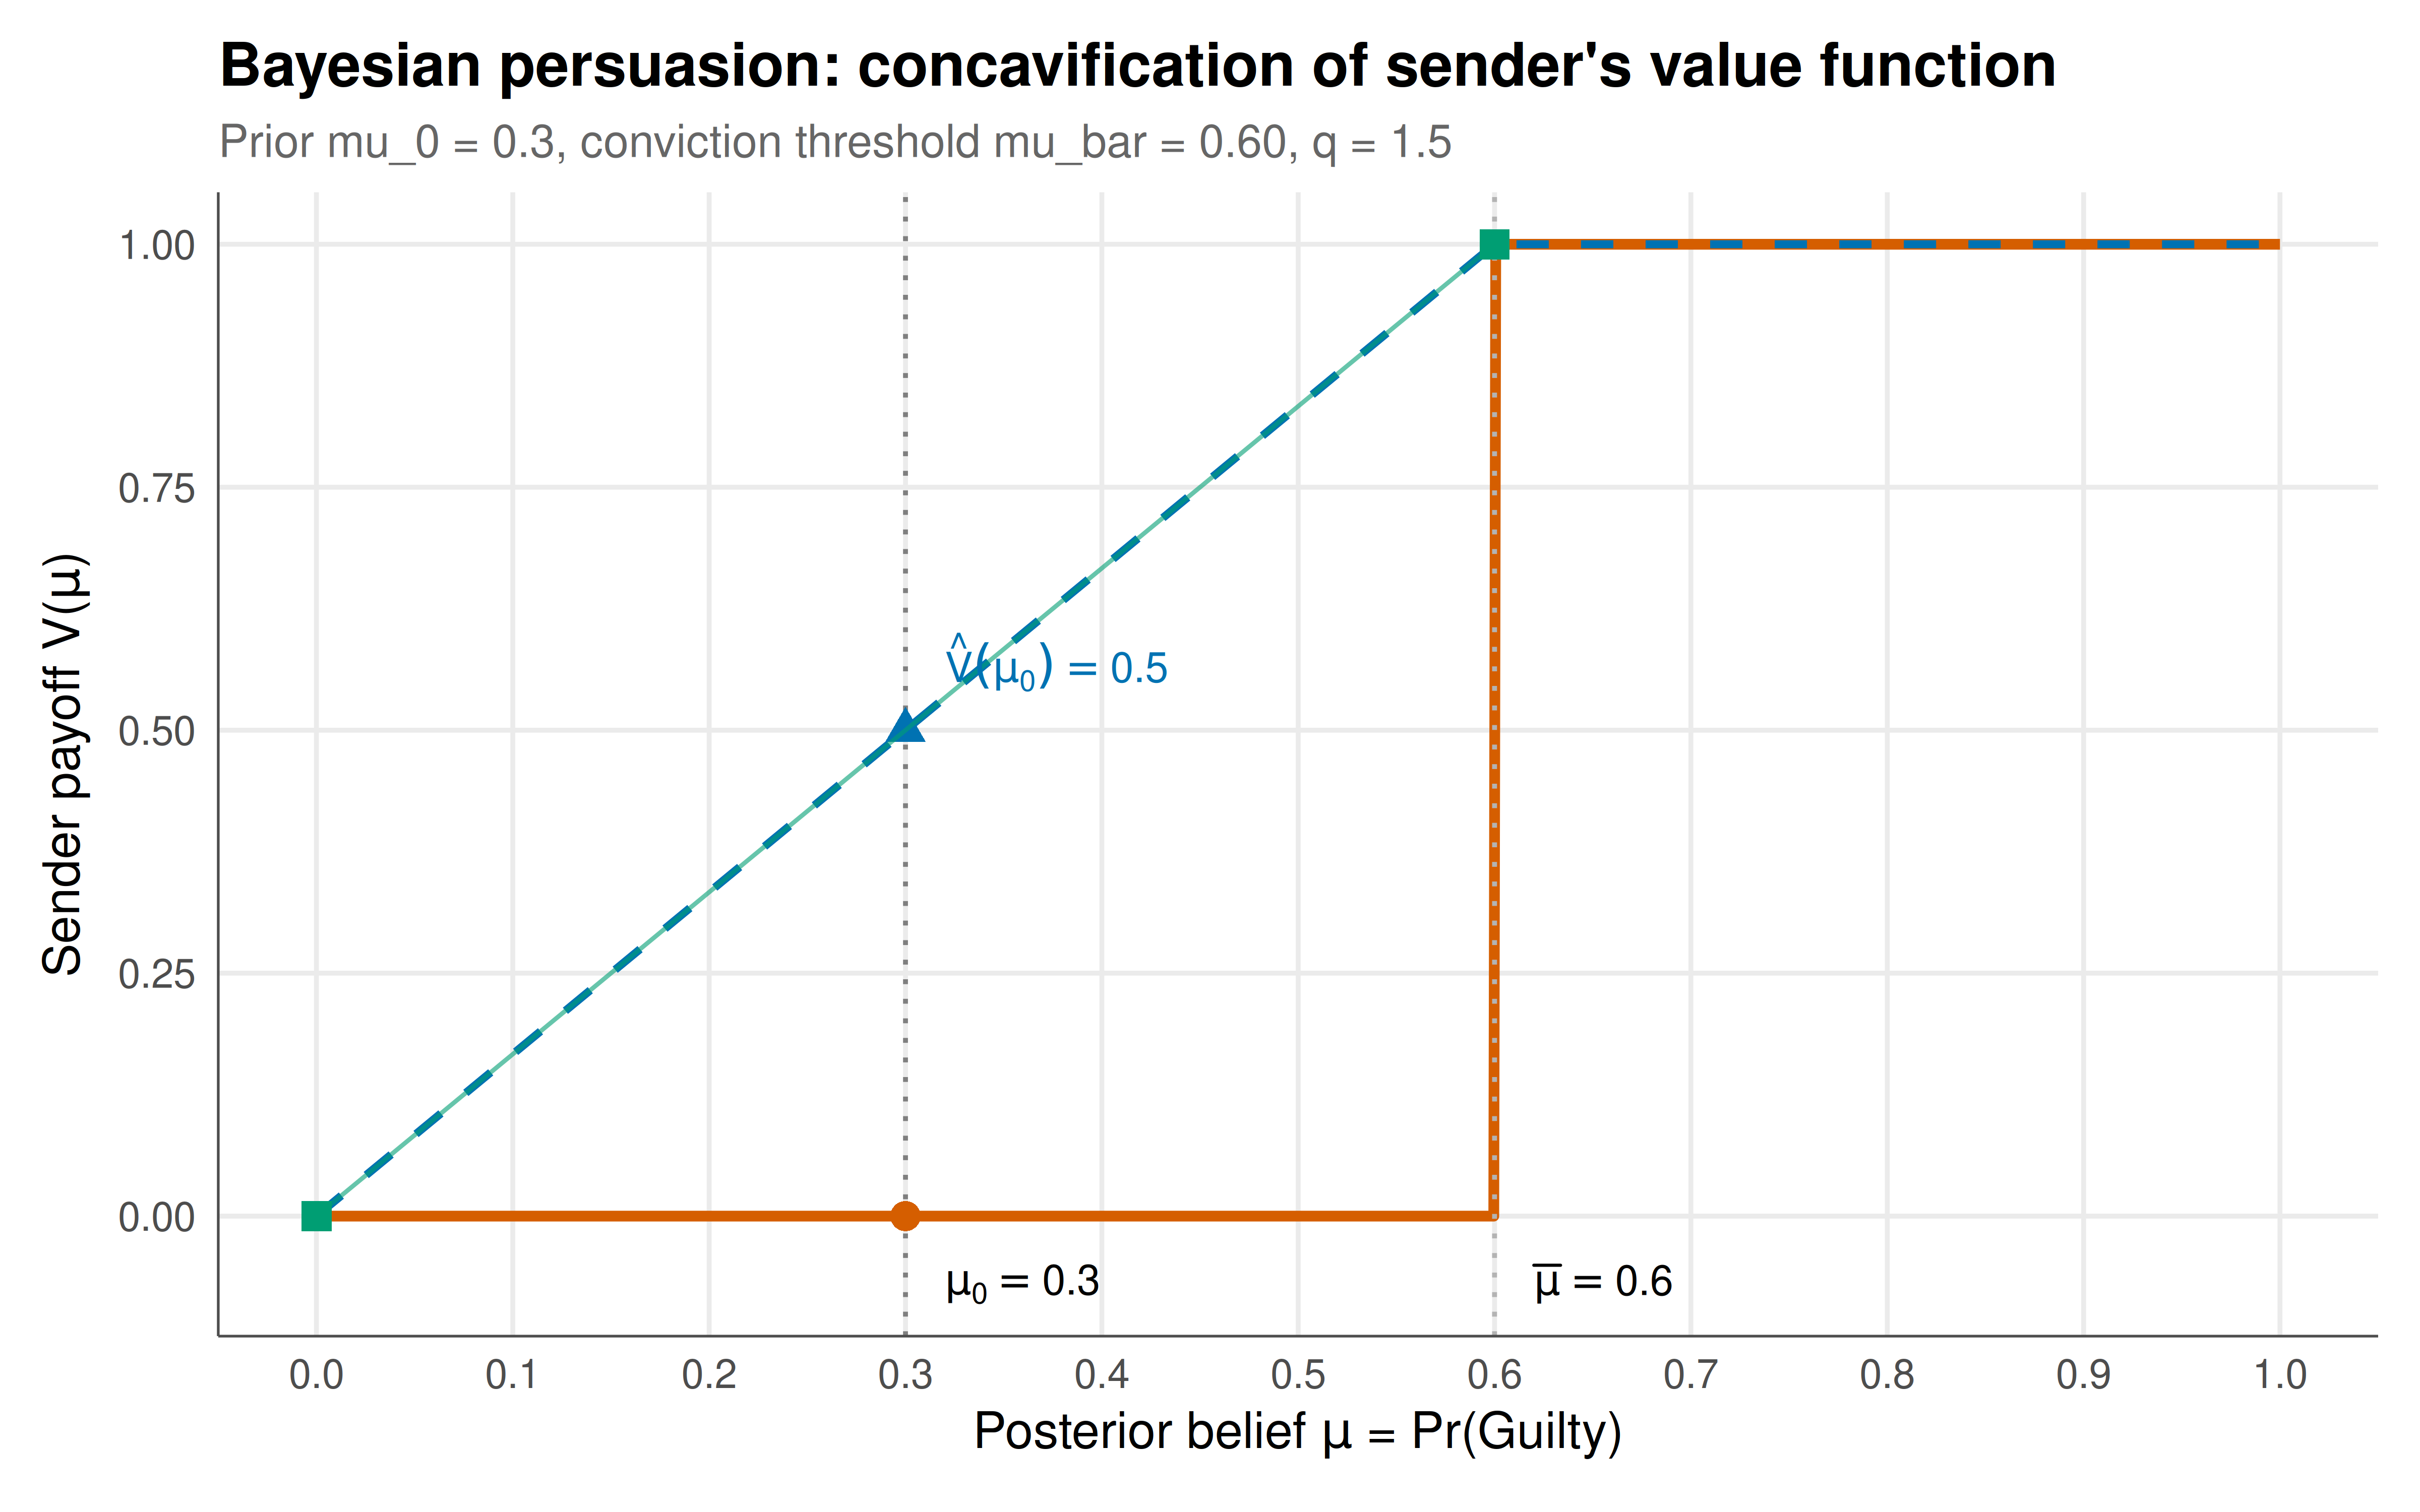 Bayesian persuasion: concavification of sender's value function
Prior mu_0 = 0.3, conviction threshold mu_bar = 0.60, q = 1.5
Sender payoff V(μ)
1.00
0.75
0.50
0.25
0.00
V̂(μ₀) = 0.5
μ₀ = 0.3
μ̅ = 0.6
0.0 0.1 0.2 0.3 0.4 0.5 0.6 0.7 0.8 0.9 1.0
Posterior belief μ = Pr(Guilty)